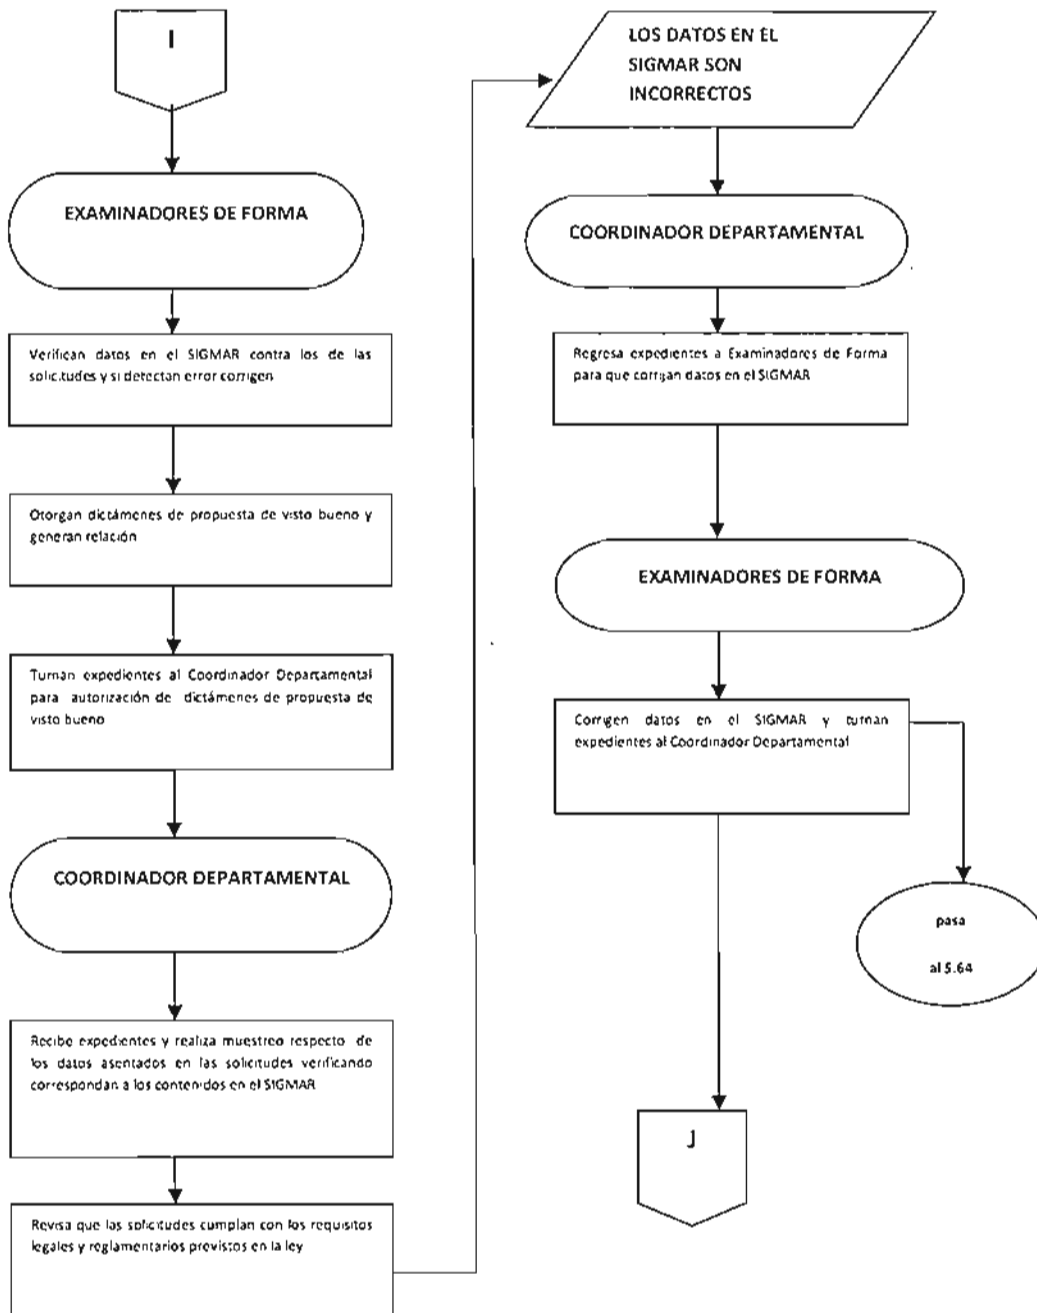 I
EXAMINADORES DE FORMA
Verifican datos en el SIGMAR contra los de las
solicitudes y si detectan error corrigen
Otorgan dictámenes de propuesta de visto bueno y
generan relación
Turnan expedientes al Coordinador Departamental
para autorización de dictámenes de propuesta de
visto bueno
COORDINADOR DEPARTAMENTAL
Recibe expedientes y realiza muestreo respecto de
los datos asentados en las solicitudes verificando
correspondan a los contenidos en el SIGMAR
Revisa que las solicitudes cumplan con los requisitos
legales y reglamentarios previstos en la ley
LOS DATOS EN EL
SIGMAR SON
INCORRECTOS
COORDINADOR DEPARTAMENTAL
Regresa expedientes a Examinadores de Forma
para que corrijan datos en el SIGMAR
EXAMINADORES DE FORMA
Corrigen datos en el SIGMAR y turnan
expedientes al Coordinador Departamental
pasa
al 5.64
J